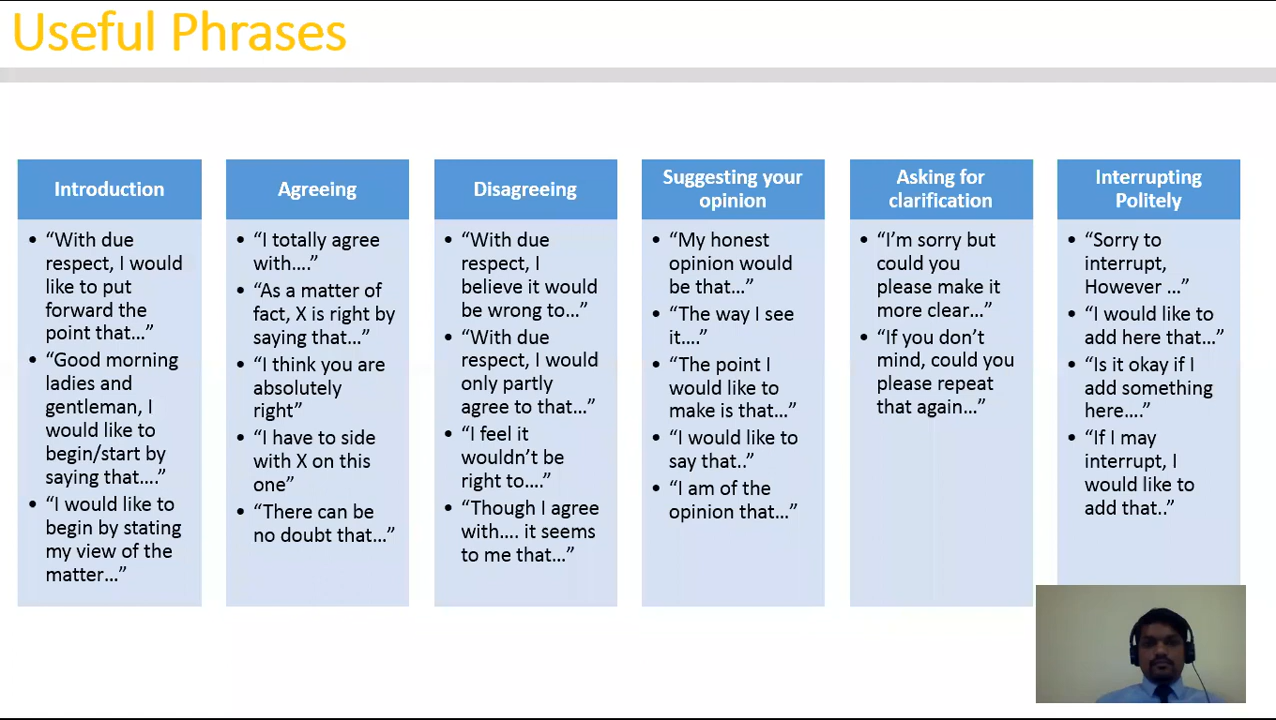 Useful Phrases
Introduction
• “With due
respect, I would
like to put
forward the
point that…”
• “Good morning
ladies and
gentleman, I
would like to
begin/start by
saying that….”
• “I would like to
begin by stating
my view of the
matter…”
Agreeing
• “I totally agree
with….”
• “As a matter of
fact, X is right by
saying that…”
• “I think you are
absolutely
right”
• “I have to side
with X on this
one”
• “There can be
no doubt that…”
Disagreeing
• “With due
respect, I
believe it would
be wrong to…”
• “With due
respect, I would
only partly
agree to that…”
• “I feel it
wouldn’t be
right to….”
• “Though I agree
with…. it seems
to me that…”
Suggesting your
opinion
• “My honest
opinion would
be that…”
• “The way I see
it….”
• “The point I
would like to
make is that…”
• “I would like to
say that..”
• “I am of the
opinion that…”
Asking for
clarification
• “I’m sorry but
could you
please make it
more clear…”
• “If you don’t
mind, could you
please repeat
that again…”
Interrupting
Politely
• “Sorry to
interrupt,
However …”
• “I would like to
add here that…”
• “Is it okay if I
add something
here….”
• “If I may
interrupt, I
would like to
add that..”